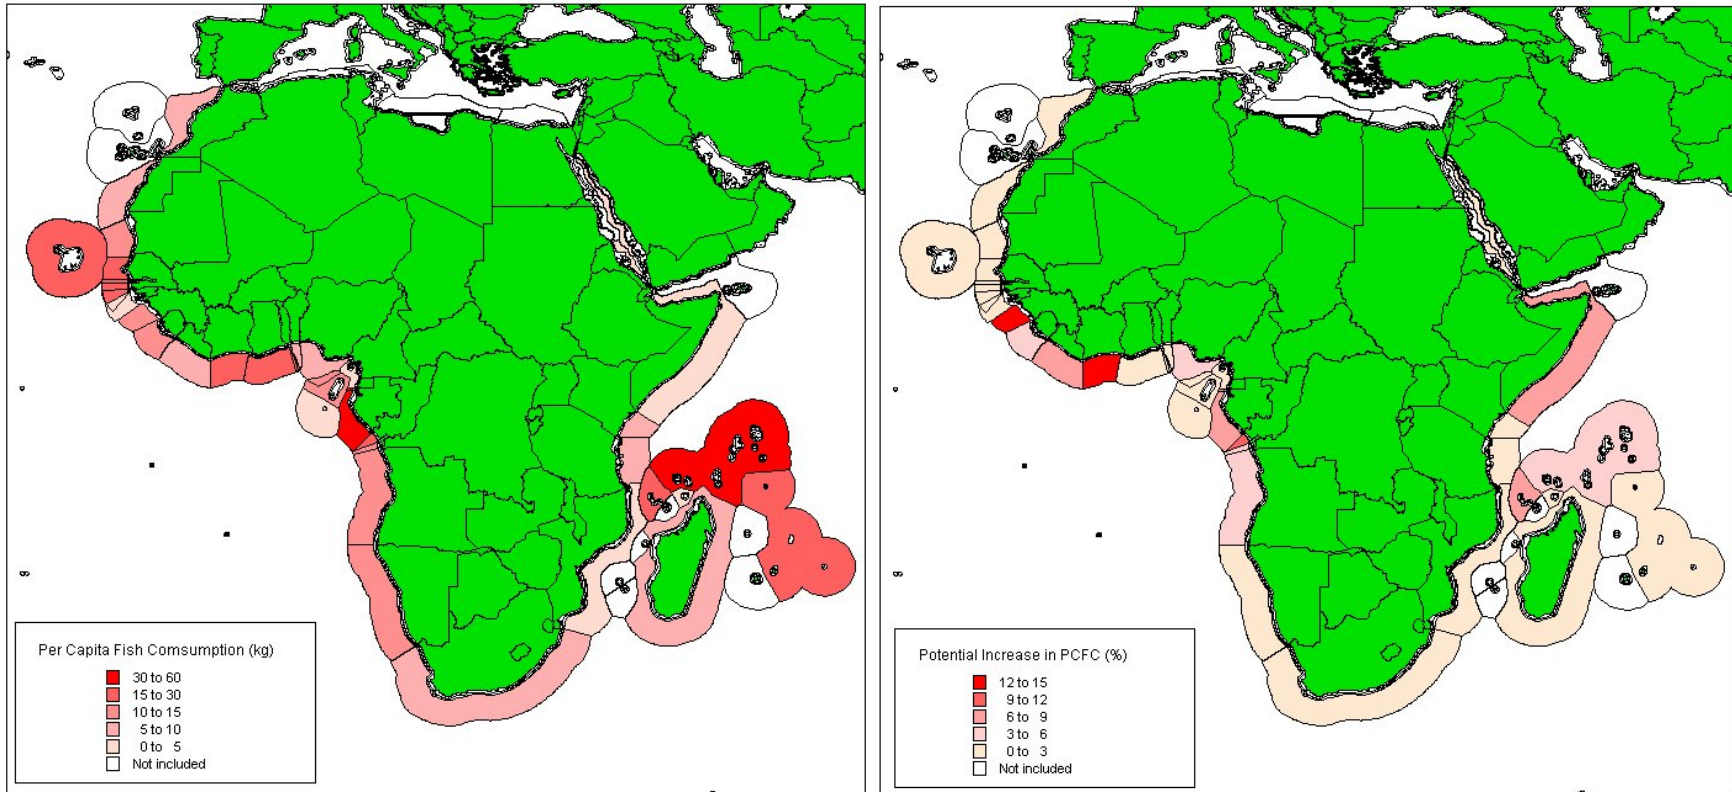 Per Capita Fish Comsumption (kg)
30 to 60
15 to 30
10 to 15
5 to 10
0 to 5
Not included
Potential Increase in PCFC (%)
12 to 15
9 to 12
6 to 9
3 to 6
0 to 3
Not included